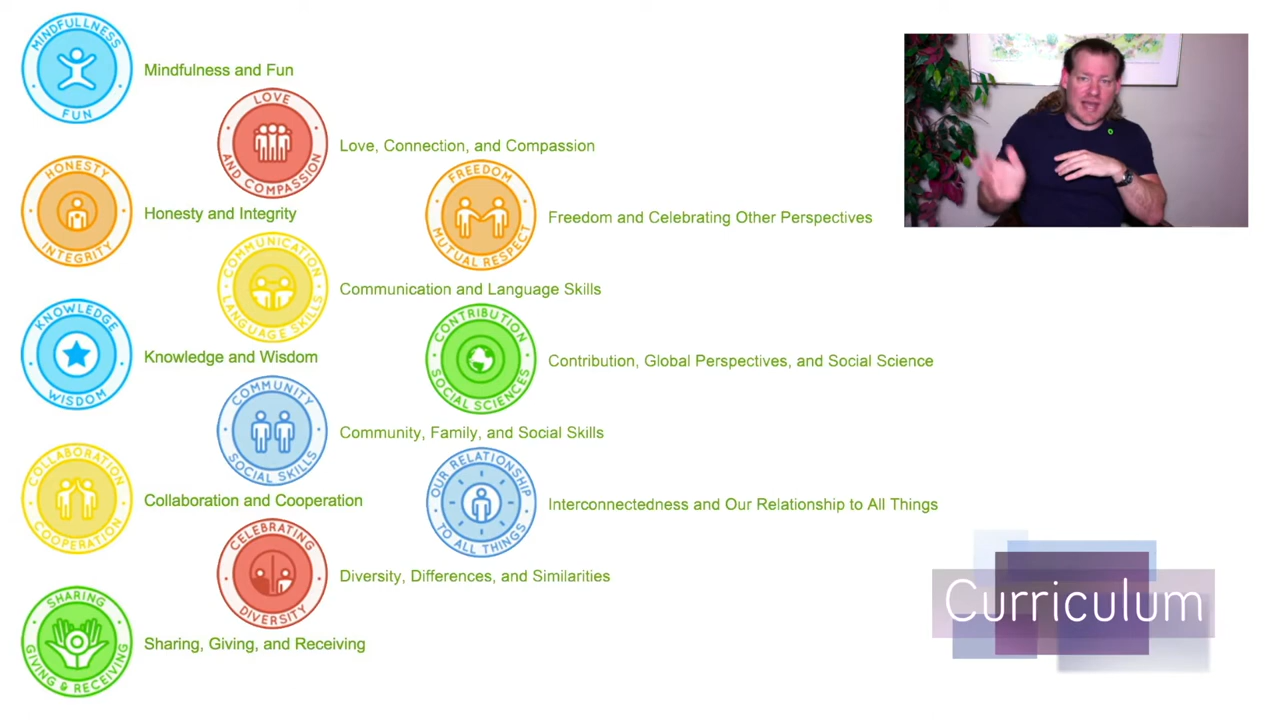 MINDFULLNESS
FUN
Mindfulness and Fun
LOVE
AND COMPASSION
Love, Connection, and Compassion
HONESTY
INTEGRITY
Honesty and Integrity
FREEDOM
MUTUAL RESPECT
Freedom and Celebrating Other Perspectives
COMMUNICATION
LANGUAGE SKILLS
Communication and Language Skills
KNOWLEDGE
WISDOM
Knowledge and Wisdom
CONTRIBUTION
SOCIAL SCIENCES
Contribution, Global Perspectives, and Social Science
COMMUNITY
SOCIAL SKILLS
Community, Family, and Social Skills
COLLABORATION
COOPERATION
Collaboration and Cooperation
OUR RELATIONSHIP
TO ALL THINGS
Interconnectedness and Our Relationship to All Things
CELEBRATING
DIVERSITY
Diversity, Differences, and Similarities
SHARING
GIVING & RECEIVING
Sharing, Giving, and Receiving
Curriculum